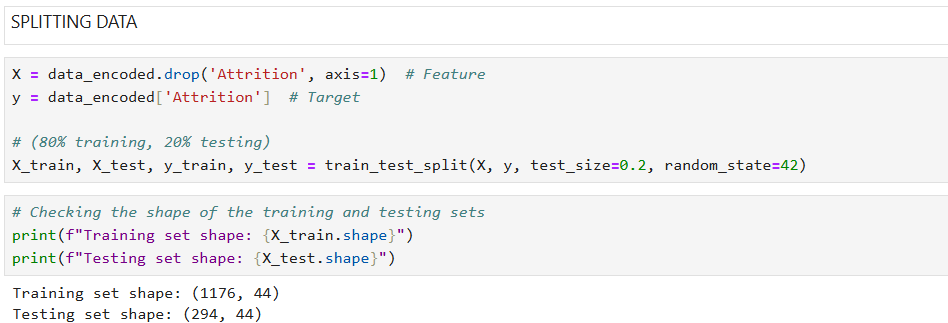 SPLITTING DATA
X = data_encoded.drop('Attrition', axis=1)  # Feature
y = data_encoded['Attrition']  # Target
# (80% training, 20% testing)
X_train, X_test, y_train, y_test = train_test_split(X, y, test_size=0.2, random_state=42)
# Checking the shape of the training and testing sets
print(f"Training set shape: {X_train.shape}")
print(f"Testing set shape: {X_test.shape}")
Training set shape: (1176, 44)
Testing set shape: (294, 44)